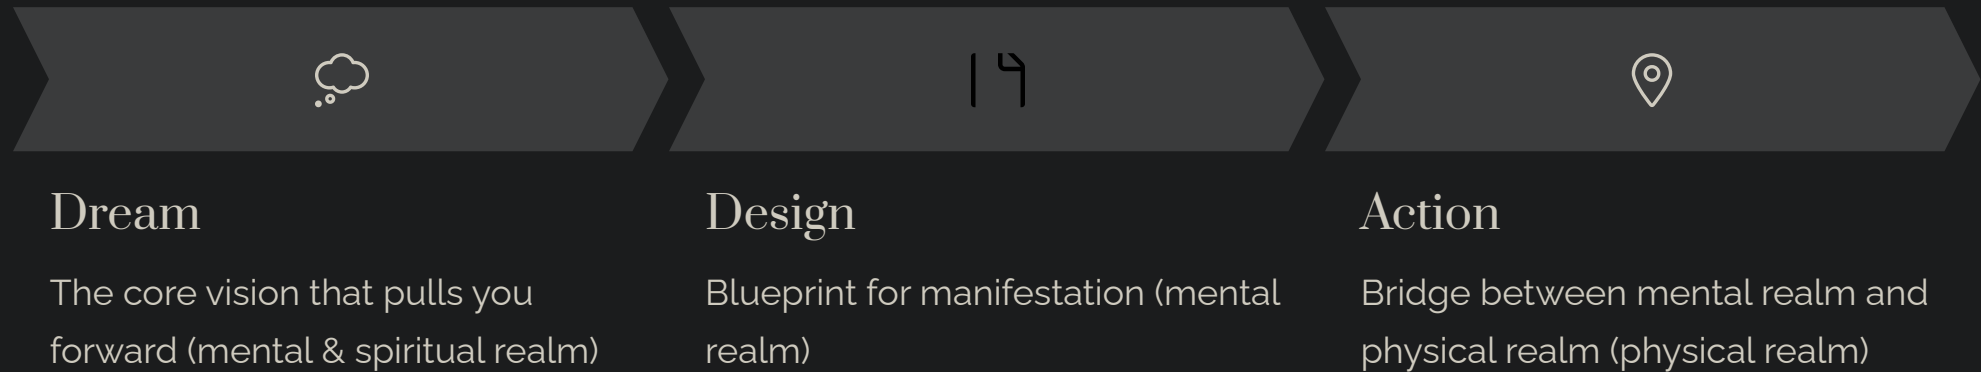 Dream
The core vision that pulls you
forward (mental & spiritual realm)
Design
Blueprint for manifestation (mental
realm)
Action
Bridge between mental realm and
physical realm (physical realm)